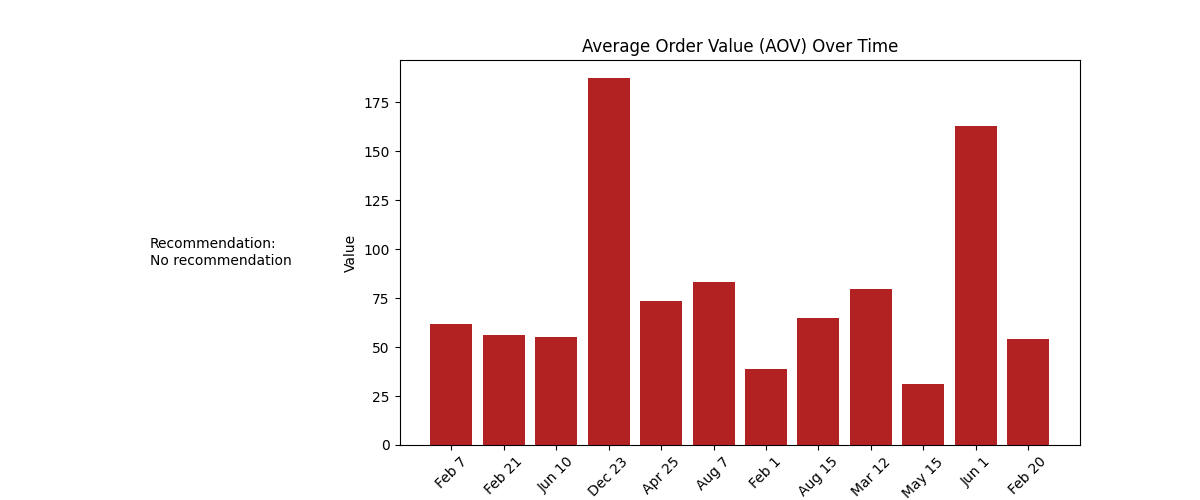 Average Order Value (AOV) Over Time
Recommendation:
No recommendation
Value
175
150
125
100
75
50
25
0
Feb 7
Feb 21
Jun 10
Dec 23
Apr 25
Aug 7
Feb 1
Aug 15
Mar 12
May 15
Jun 1
Feb 20